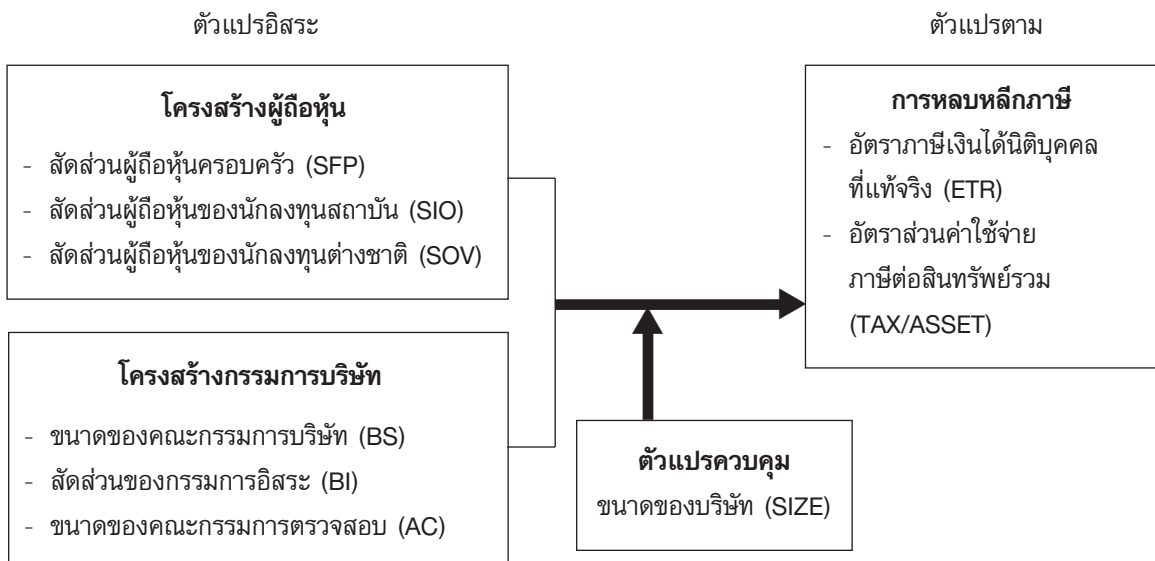 ตัวแปรอิสระ
ตัวแปรตาม
โครงสร้างผู้ถือหุ้น
- สัดส่วนผู้ถือหุ้นครอบครัว (SFP)
- สัดส่วนผู้ถือหุ้นของนักลงทุนสถาบัน (SIO)
- สัดส่วนผู้ถือหุ้นของนักลงทุนต่างชาติ (SOV)
โครงสร้างกรรมการบริษัท
- ขนาดของคณะกรรมการบริษัท (BS)
- สัดส่วนของกรรมการอิสระ (BI)
- ขนาดของคณะกรรมการตรวจสอบ (AC)
ตัวแปรควบคุม
ขนาดของบริษัท (SIZE)
การหลบหลีกภาษี
- อัตราภาษีเงินได้นิติบุคคล
ที่แท้จริง (ETR)
- อัตราส่วนค่าใช้จ่าย
ภาษีต่อสินทรัพย์รวม
(TAX/ASSET)